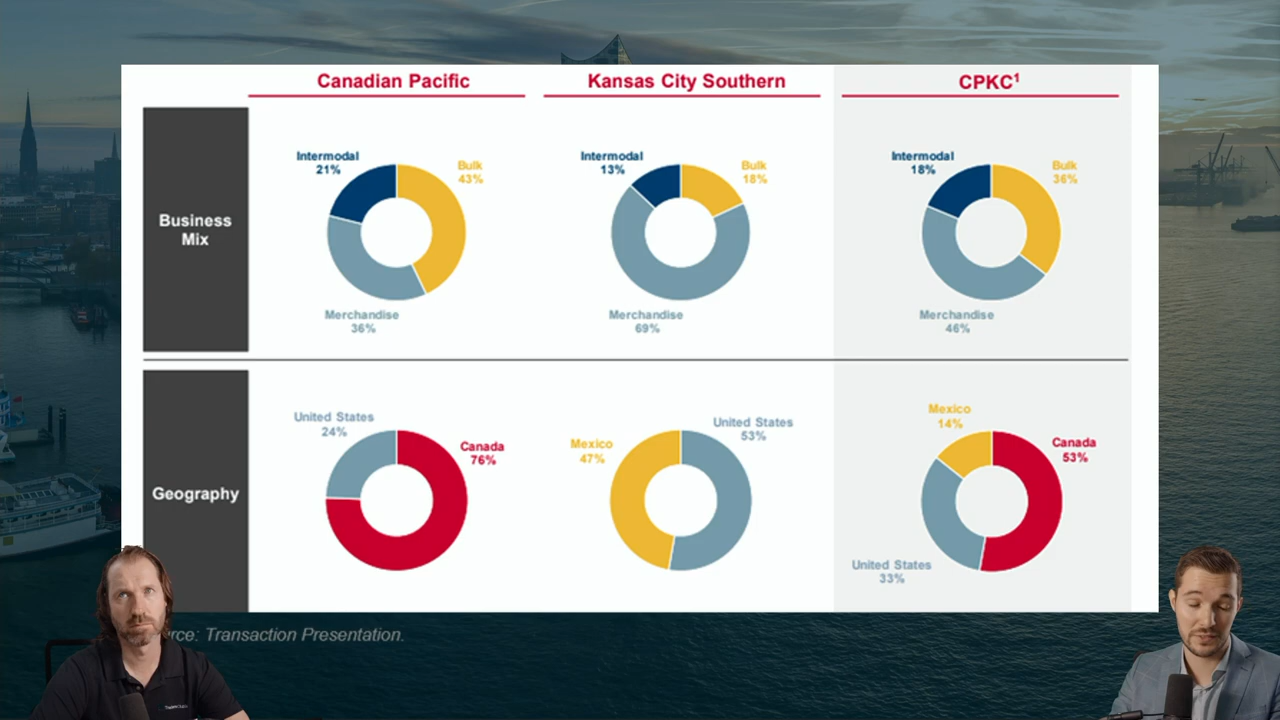 Canadian Pacific
Kansas City Southern
CPKC¹
Business
Mix
Intermodal
21%
Bulk
43%
Merchandise
36%
Intermodal
13%
Bulk
18%
Merchandise
69%
Intermodal
18%
Bulk
36%
Merchandise
46%
Geography
United States
24%
Canada
76%
Mexico
47%
United States
53%
Mexico
14%
Canada
53%
United States
33%
rce: Transaction Presentation.